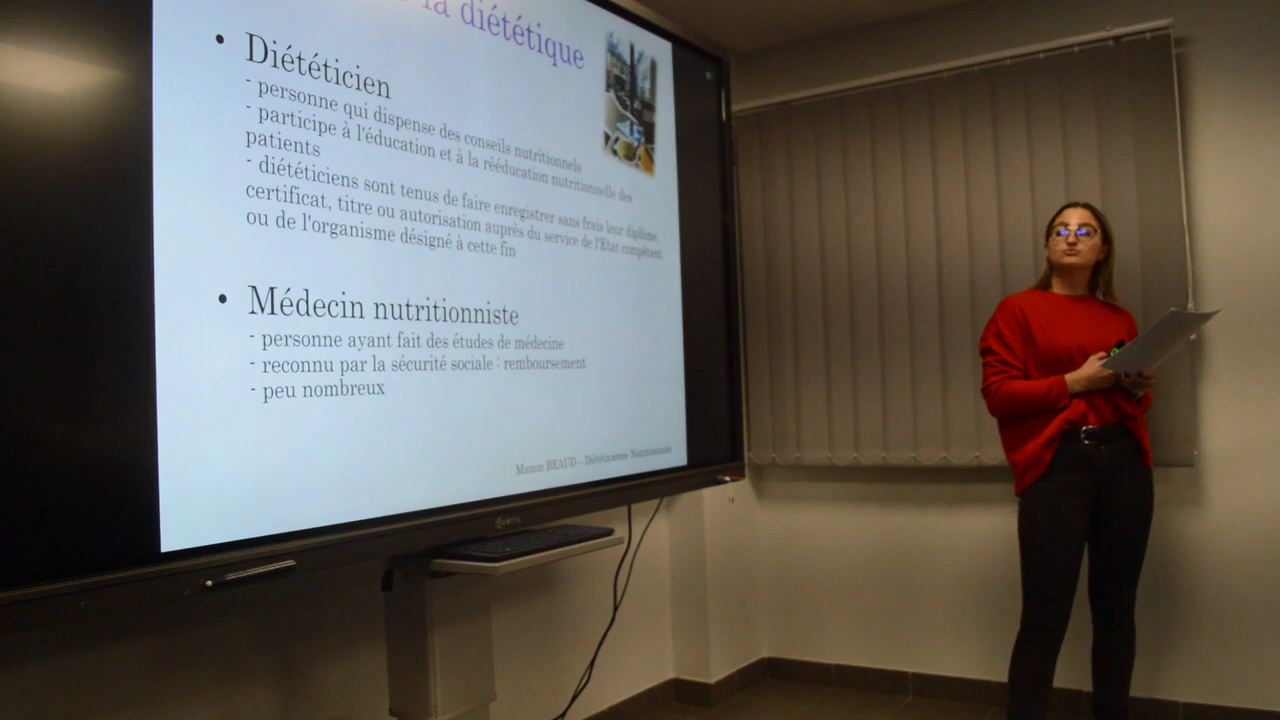 la diététique
• Diététicien
- personne qui dispense des conseils nutritionnels
- participe à l'éducation et à la rééducation nutritionnelle des
patients
- diététiciens sont tenus de faire enregistrer sans frais leur diplôme,
certificat, titre ou autorisation auprès du service de l'Etat compétent
ou de l'organisme désigné à cette fin
• Médecin nutritionniste
- personne ayant fait des études de médecine
- reconnu par la sécurité sociale : remboursement
- peu nombreux
Manon BEAUD – Diététicienne Nutritionniste